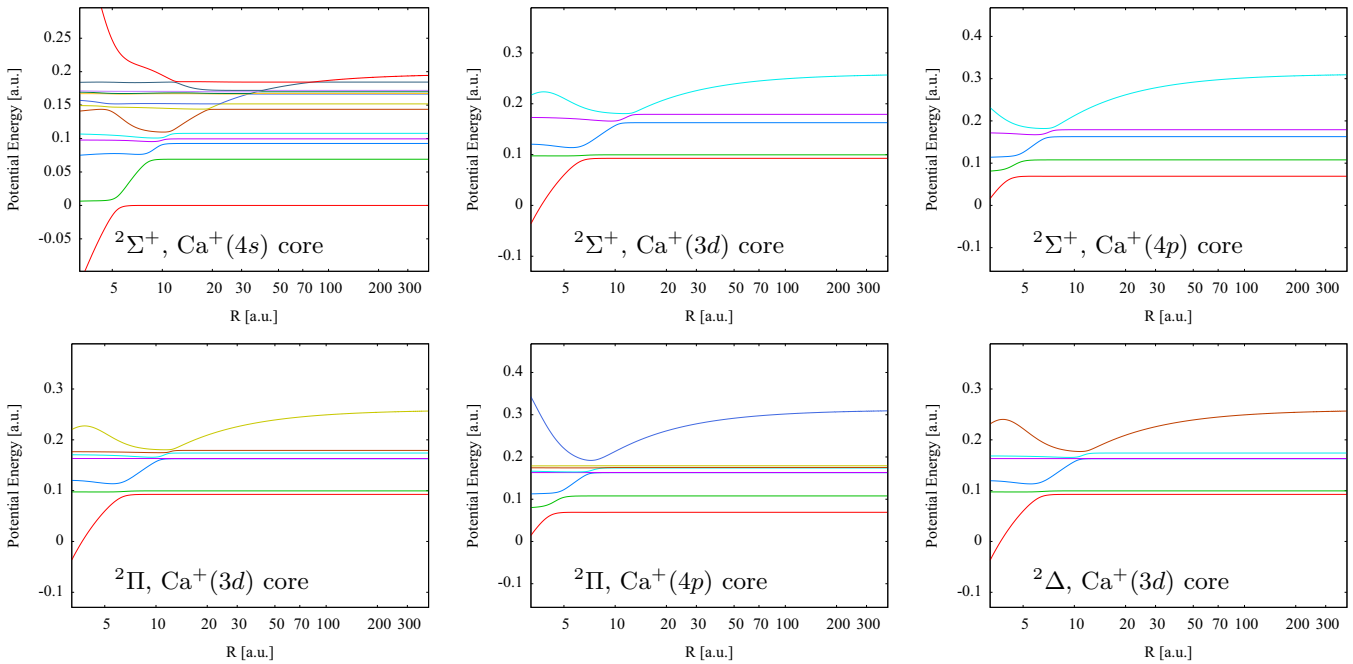 0.25
0.2
0.15
0.1
0.05
0
-0.05
Potential Energy [a.u.]
²Σ⁺, Ca⁺(4s) core
5 10 20 30 50 70 100 200 300
R [a.u.]
0.3
0.2
0.1
0
-0.1
Potential Energy [a.u.]
²Σ⁺, Ca⁺(3d) core
5 10 20 30 50 70 100 200 300
R [a.u.]
0.4
0.3
0.2
0.1
0
-0.1
Potential Energy [a.u.]
²Σ⁺, Ca⁺(4p) core
5 10 20 30 50 70 100 200 300
R [a.u.]
0.3
0.2
0.1
0
-0.1
Potential Energy [a.u.]
²Π, Ca⁺(3d) core
5 10 20 30 50 70 100 200 300
R [a.u.]
0.4
0.3
0.2
0.1
0
-0.1
Potential Energy [a.u.]
²Π, Ca⁺(4p) core
5 10 20 30 50 70 100 200 300
R [a.u.]
0.3
0.2
0.1
0
-0.1
Potential Energy [a.u.]
²Δ, Ca⁺(3d) core
5 10 20 30 50 70 100 200 300
R [a.u.]